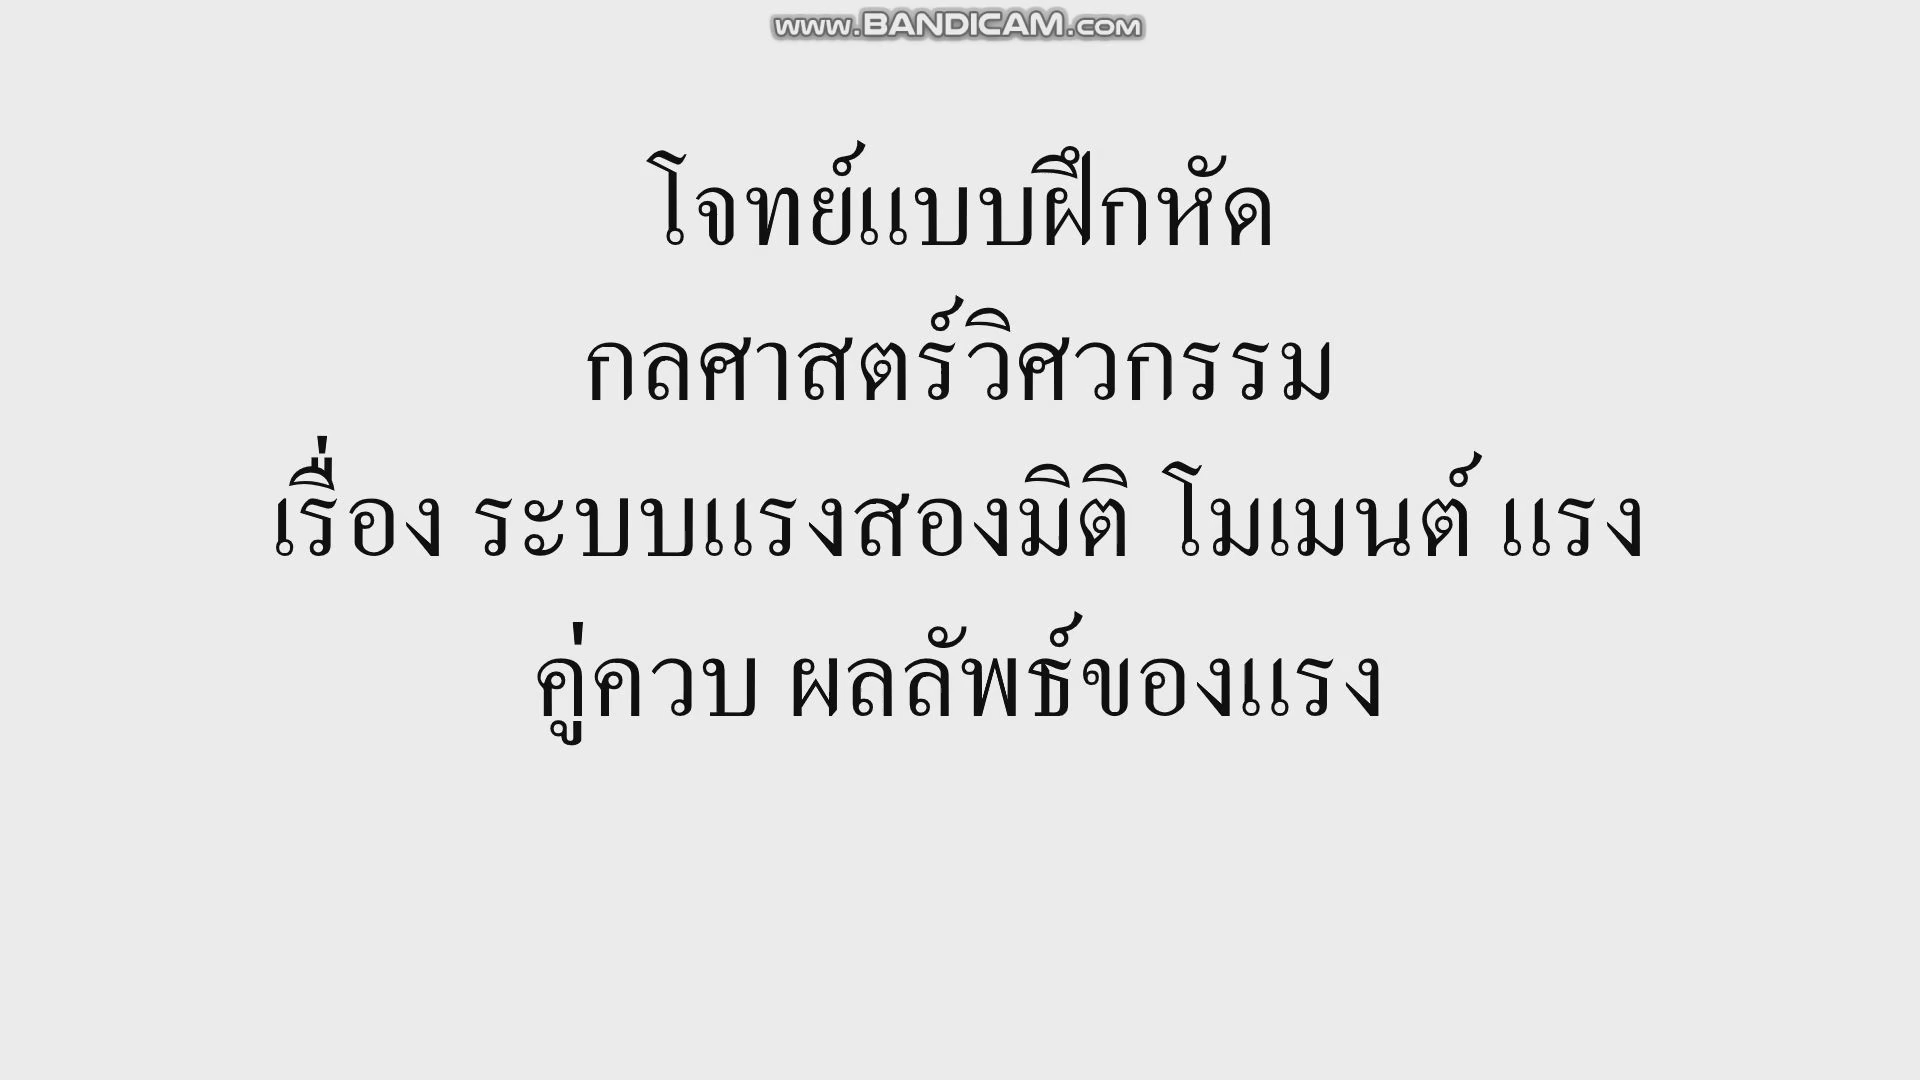 www.BANDICAM.com
โจทย์แบบฝึกหัด
กลศาสตร์วิศวกรรม
เรื่อง ระบบแรงสองมิติ โมเมนต์ แรง
คู่ควบ ผลลัพธ์ของแรง